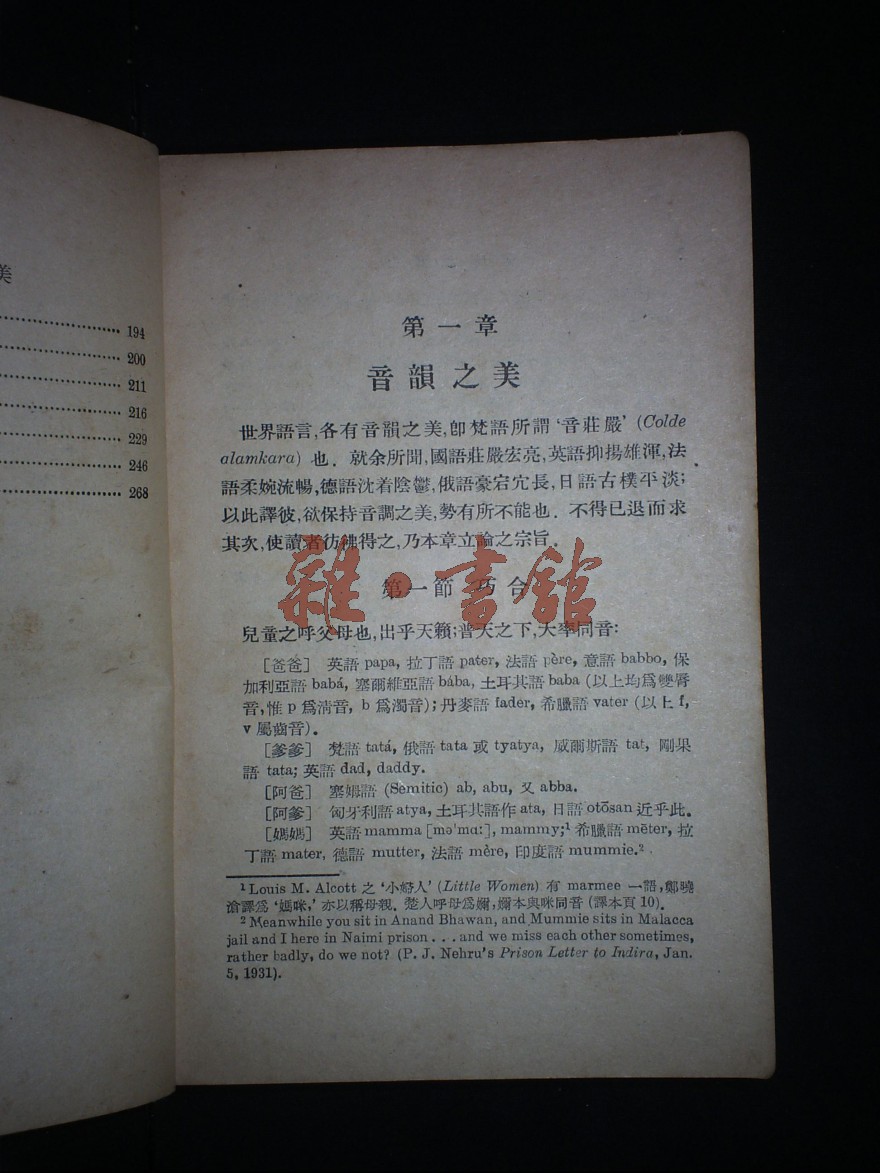 美
194
200
211
216
229
246
268
第一章
音韻之美
世界語言,各有音韻之美,卽梵語所謂‘音莊嚴’ (Colde
alamkara) 也. 就余所聞,國語莊嚴宏亮,英語抑揚雄渾,法
語柔婉流暢,德語沈着陰鬱,俄語豪宕宂長,日語古樸平淡;
以此譯彼,欲保持音調之美,勢有所不能也. 不得已退而求
其次,使讀者彷彿得之,乃本章立論之宗旨.
第一節 巧合
雜·書館
兒童之呼父母也,出乎天籟;普天之下,大率同音:
[爸爸] 英語 papa, 拉丁語 pater, 法語 père, 意語 babbo, 保
加利亞語 babá, 塞爾維亞語 bába, 土耳其語 baba (以上均爲雙脣
音,惟 p 爲淸音, b 爲濁音); 丹麥語 fader, 希臘語 vater (以上 f,
v 屬齒音).
[爹爹] 梵語 tatá, 俄語 tata 或 tyatya, 威爾斯語 tat, 剛果
語 tata; 英語 dad, daddy.
[阿爸] 塞姆語 (Semitic) ab, abu, 又 abba.
[阿爹] 匈牙利語 atya, 土耳其語作 ata, 日語 otōsan 近乎此.
[媽媽] 英語 mamma [mə'mɑː], mammy;¹ 希臘語 mēter, 拉
丁語 mater, 德語 mutter, 法語 mère, 印度語 mummie.²
¹ Louis M. Alcott 之 ‘小婦人’ (Little Women) 有 marmee 一語,鄭曉
滄譯爲 ‘媽咪,’ 亦以稱母親. 楚人呼母爲嬭,嬭本與咪同音 (譯本頁 10).
² Meanwhile you sit in Anand Bhawan, and Mummie sits in Malacca
jail and I here in Naimi prison . . . and we miss each other sometimes,
rather badly, do we not? (P. J. Nehru's Prison Letter to Indira, Jan.
5, 1931).